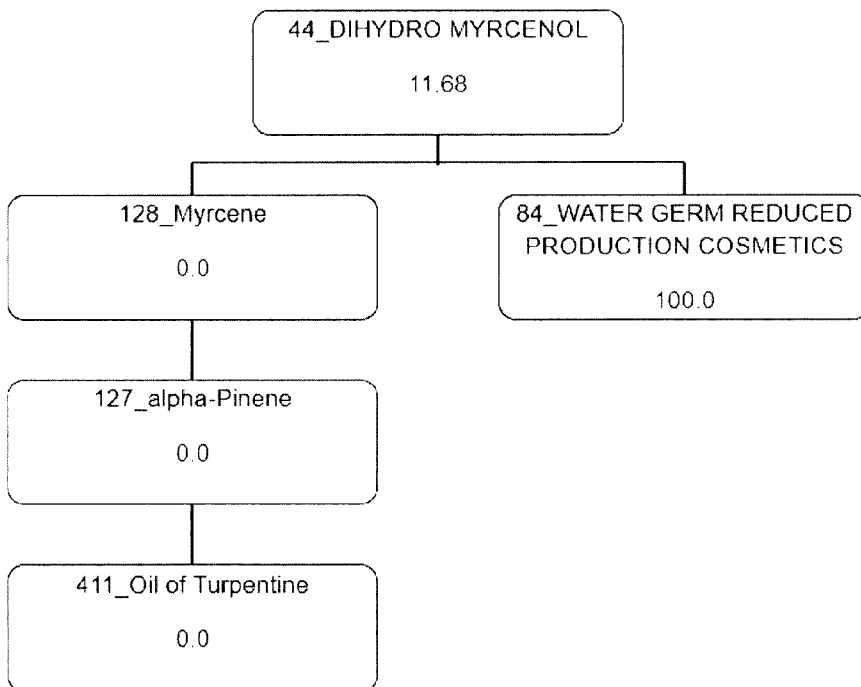 44_DIHYDRO MYRCENOL
11.68
128_Myrcene
0.0
84_WATER GERM REDUCED
PRODUCTION COSMETICS
100.0
127_alpha-Pinene
0.0
411_Oil of Turpentine
0.0